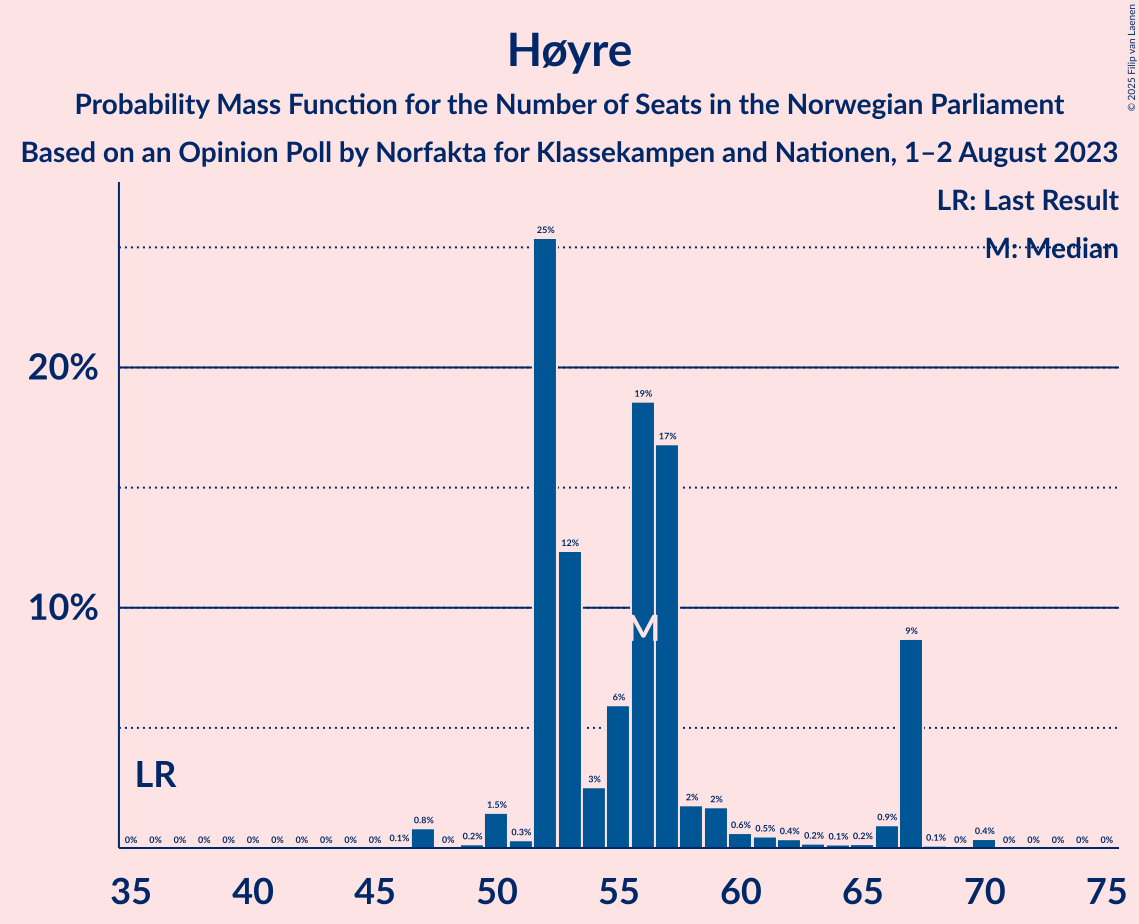 Høyre
Probability Mass Function for the Number of Seats in the Norwegian Parliament
Based on an Opinion Poll by Norfakta for Klassekampen and Nationen, 1–2 August 2023
© 2025 Filip van Laenen
LR: Last Result
M: Median
20%
10%
LR
M
0% 0% 0% 0% 0% 0% 0% 0% 0% 0% 0% 0.1% 0.8% 0% 0.2% 1.5% 0.3% 25% 12% 3% 6% 19% 17% 2% 2% 0.6% 0.5% 0.4% 0.2% 0.1% 0.2% 0.9% 9% 0.1% 0% 0.4% 0% 0% 0% 0% 0%
35 40 45 50 55 60 65 70 75